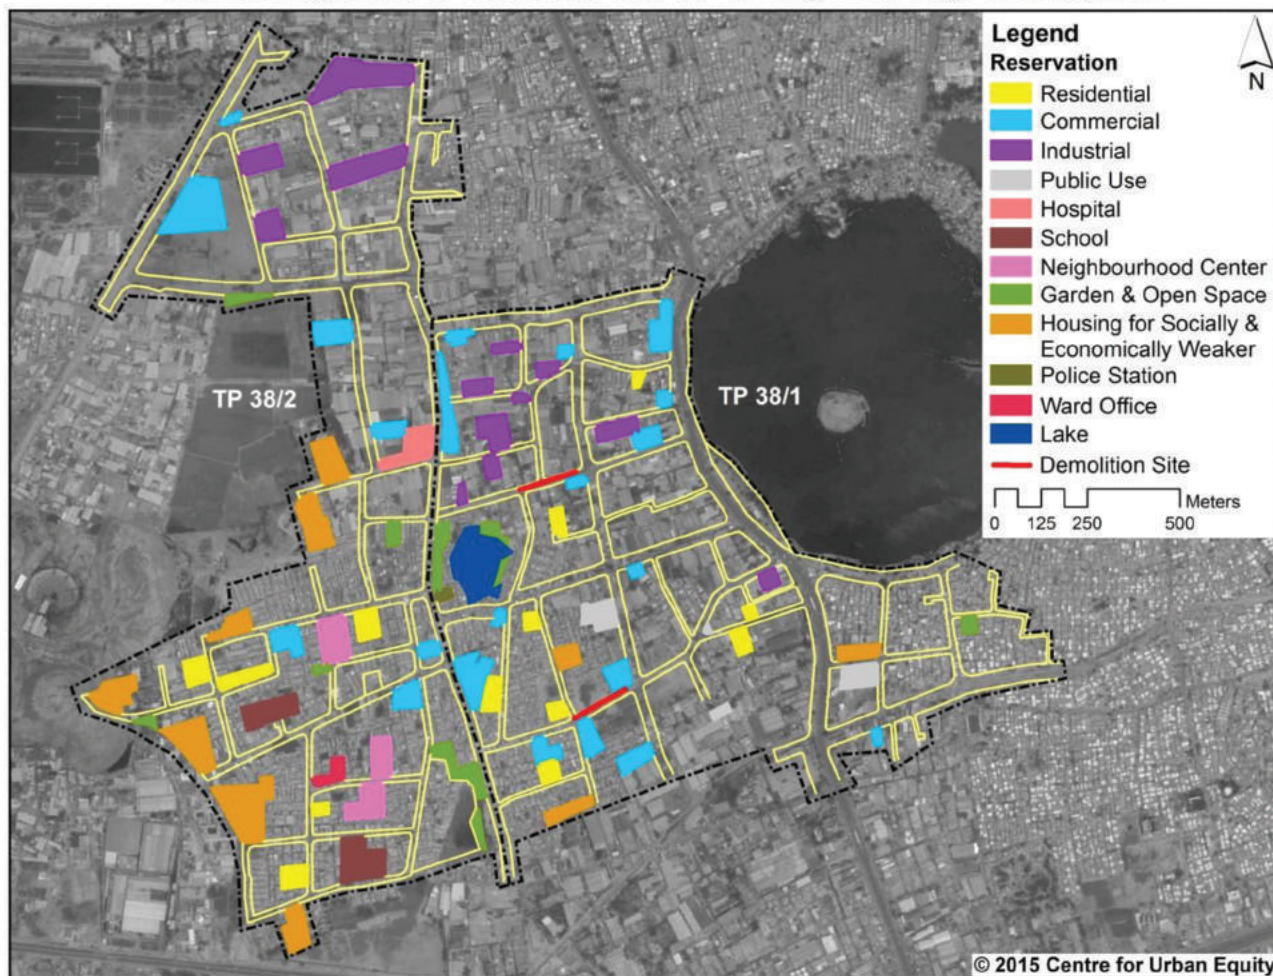 Legend
Reservation
N
Residential
Commercial
Industrial
Public Use
Hospital
School
Neighbourhood Center
Garden & Open Space
Housing for Socially &
Economically Weaker
Police Station
Ward Office
Lake
Demolition Site
Meters
0 125 250 500
TP 38/2
TP 38/1
© 2015 Centre for Urban Equity